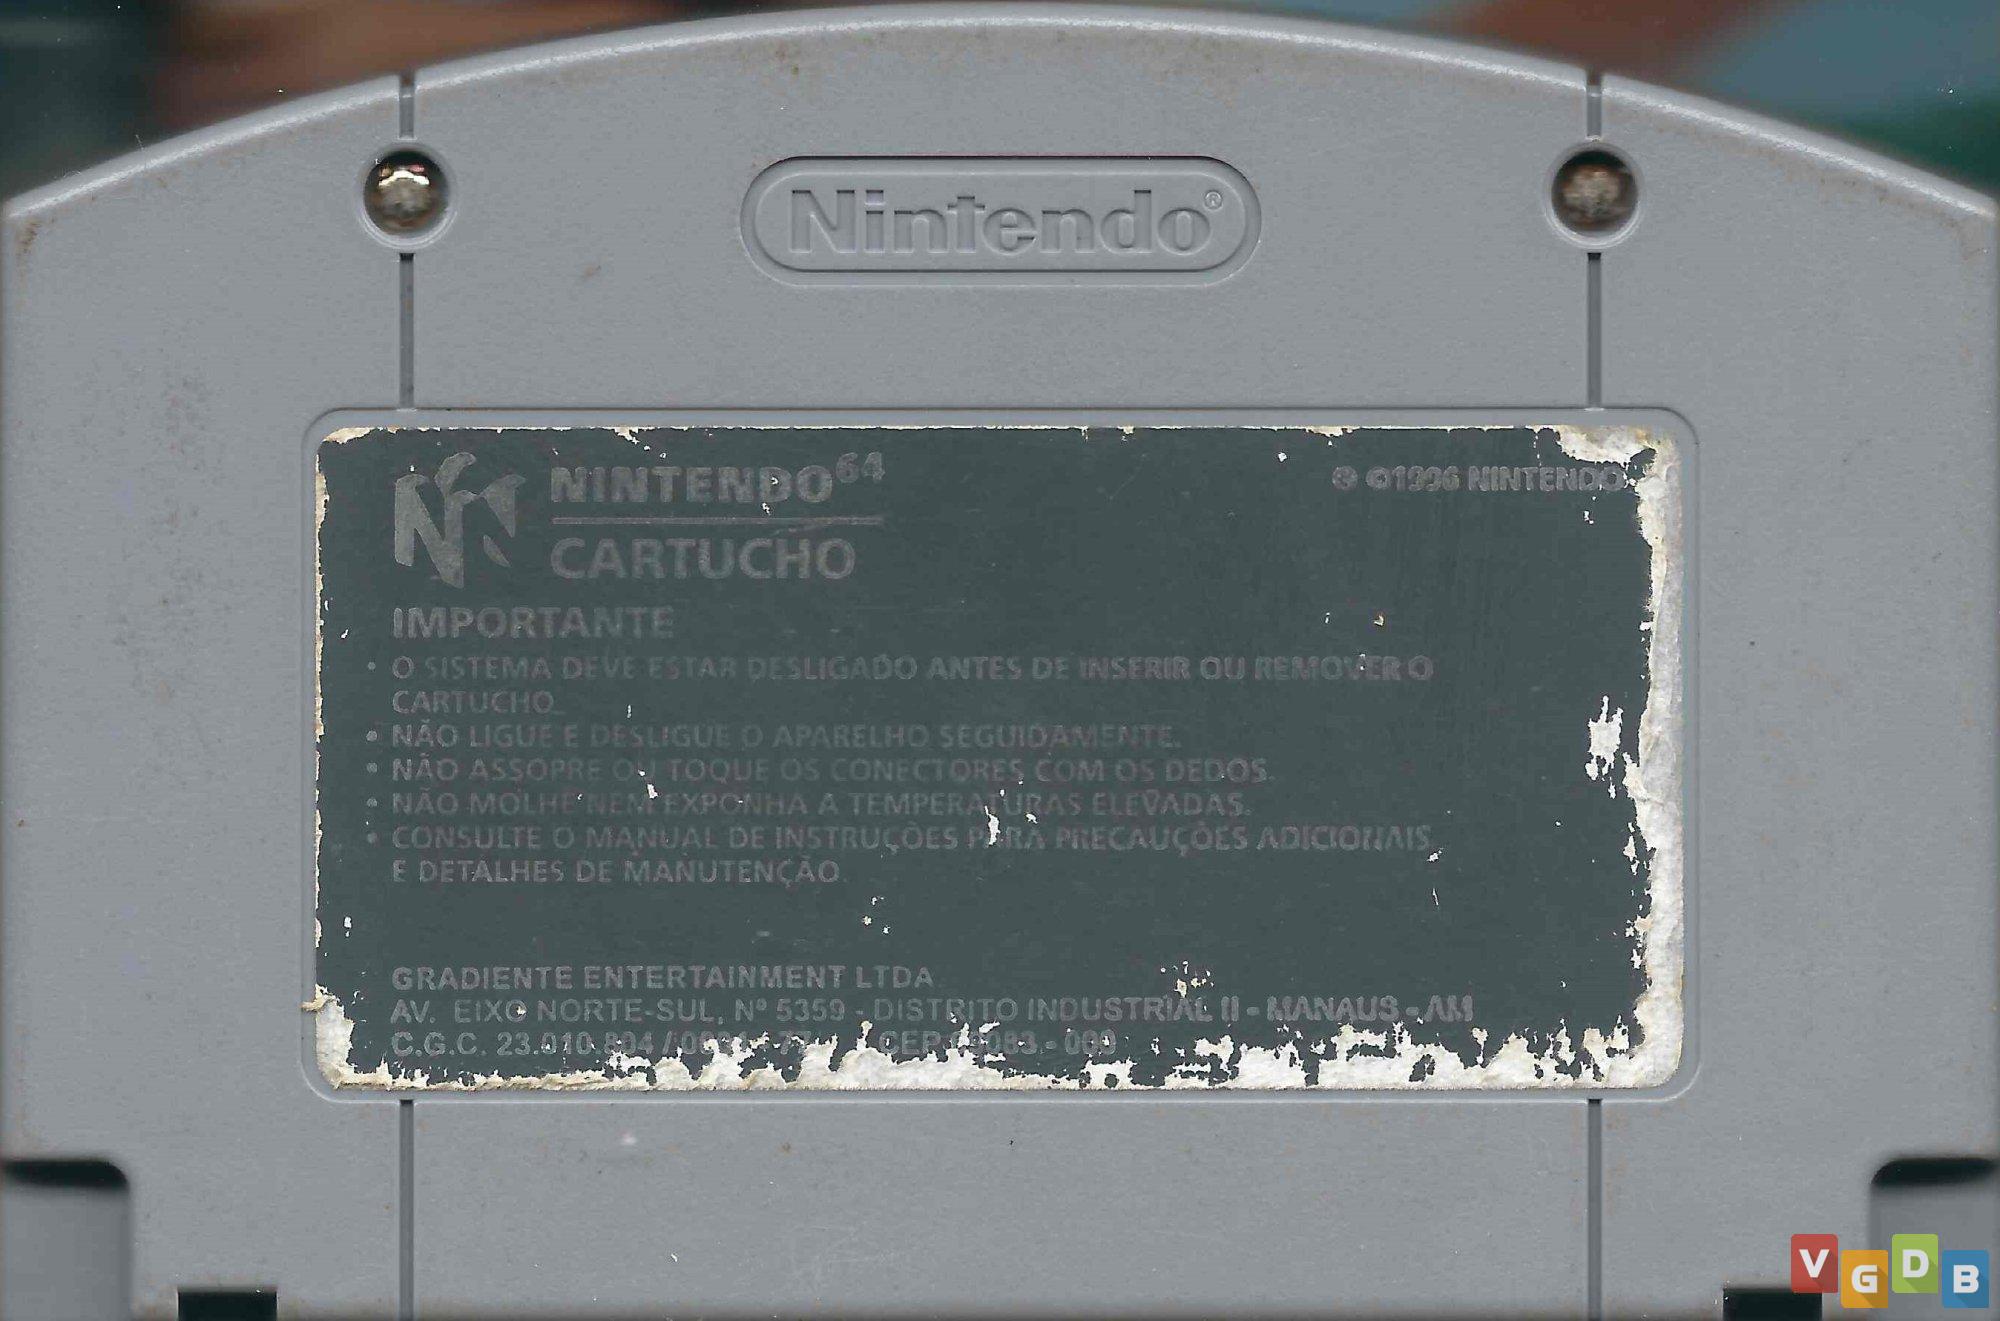 Nintendo®
NINTENDO64
® ©1996 NINTENDO
CARTUCHO
IMPORTANTE
• O SISTEMA DEVE ESTAR DESLIGADO ANTES DE INSERIR OU REMOVER O
CARTUCHO.
• NÃO LIGUE E DESLIGUE O APARELHO SEGUIDAMENTE.
• NÃO ASSOPRE OU TOQUE OS CONECTORES COM OS DEDOS.
• NÃO MOLHE NEM EXPONHA A TEMPERATURAS ELEVADAS.
• CONSULTE O MANUAL DE INSTRUÇÕES PARA PRECAUÇÕES ADICIONAIS
E DETALHES DE MANUTENÇÃO.
GRADIENTE ENTERTAINMENT LTDA
AV. EIXO NORTE-SUL, Nº 5359 - DISTRITO INDUSTRIAL II - MANAUS - AM
C.G.C. CEP
VGDB